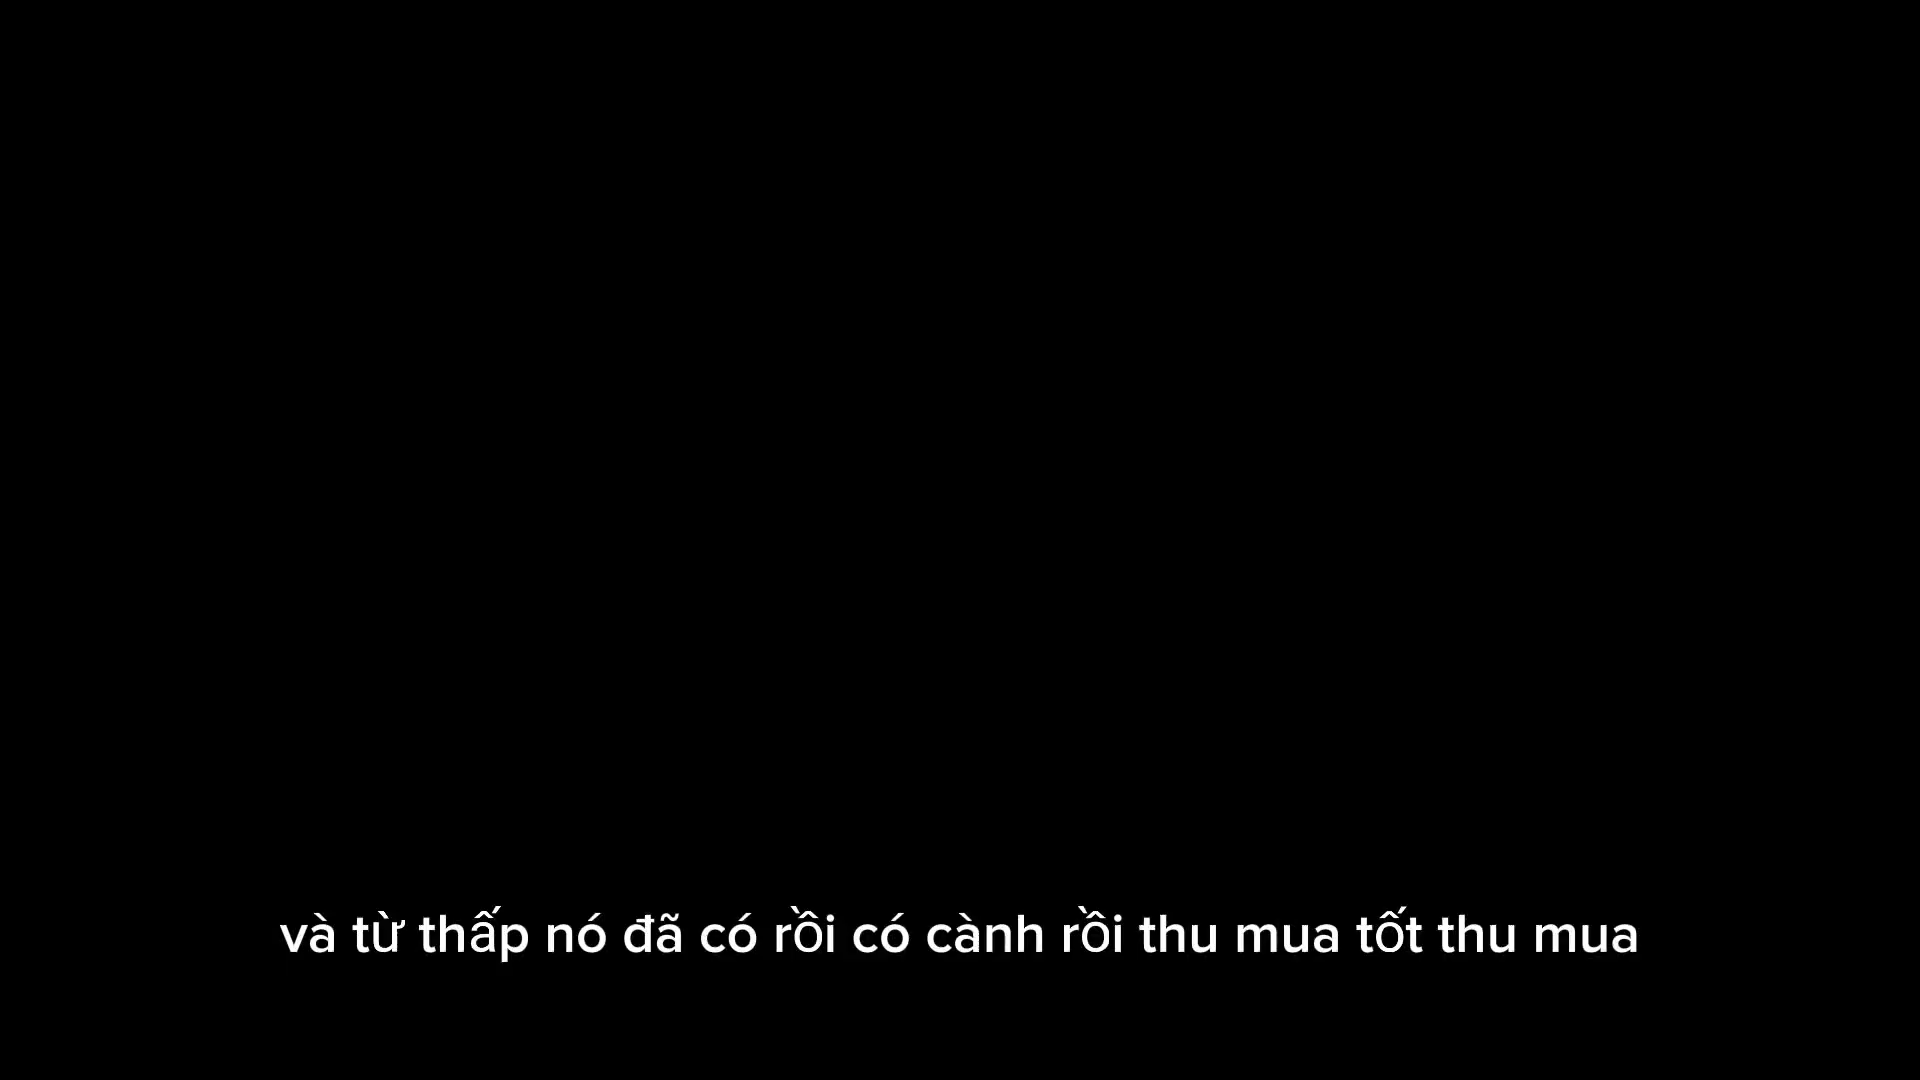 và từ thấp nó đã có rồi có cành rồi thu mua tốt thu mua